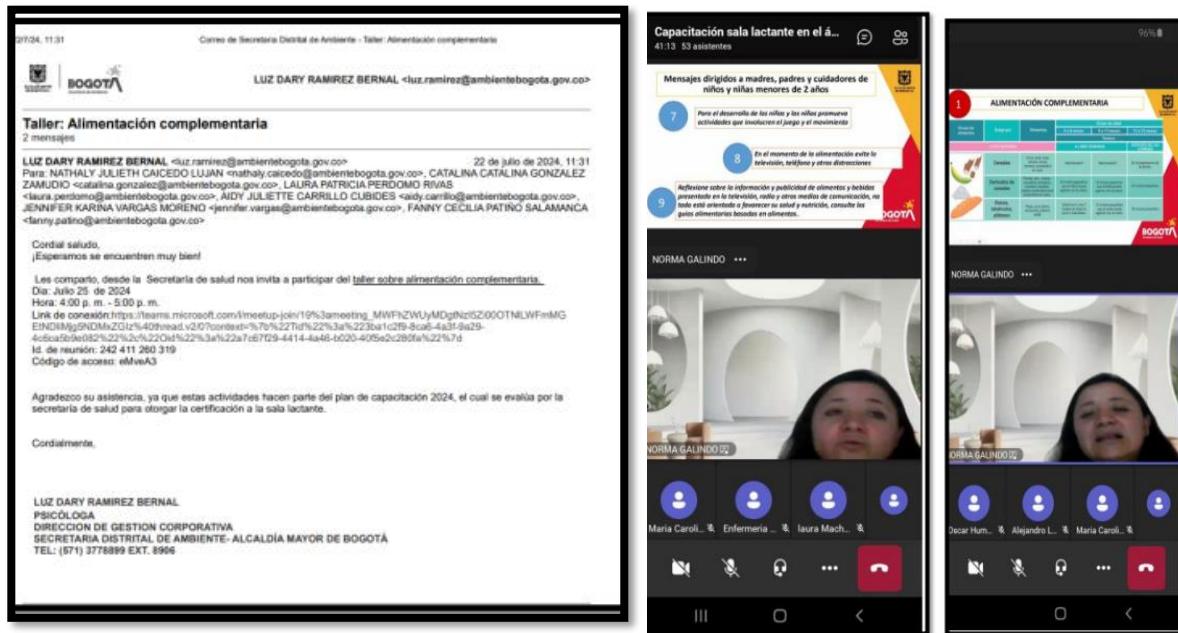 2/7/24, 11:31
Correo de Secretaria Distrital de Ambiente - Taller: Alimentación complementaria
BOGOTÁ
LUZ DARY RAMIREZ BERNAL <luz.ramirez@ambientebogota.gov.co>
Taller: Alimentación complementaria
2 mensajes
LUZ DARY RAMIREZ BERNAL <luz.ramirez@ambientebogota.gov.co> 22 de julio de 2024, 11:31
Para: NATHALY JULIETH CAICEDO LUJAN <nathaly.caicedo@ambientebogota.gov.co>, CATALINA CATALINA GONZALEZ
ZAMUDIO <catalina.gonzalez@ambientebogota.gov.co>, LAURA PATRICIA PERDOMO RIVAS
<laura.perdomo@ambientebogota.gov.co>, AIDY JULIETTE CARRILLO CUBIDES <aidy.carrillo@ambientebogota.gov.co>,
JENNIFER KARINA VARGAS MORENO <jennifer.vargas@ambientebogota.gov.co>, FANNY CECILIA PATIÑO SALAMANCA
<fanny.patino@ambientebogota.gov.co>
Cordial saludo,
¡Esperamos se encuentren muy bien!
Les comparto, desde la Secretaría de salud nos invita a participar del taller sobre alimentación complementaria.
Dia: Julio 25 de 2024
Hora: 4:00 p. m. - 5:00 p. m.
Link de conexión:
Id. de reunión: 242 411 260 319
Código de acceso: eMveA3
Agradezco su asistencia, ya que estas actividades hacen parte del plan de capacitación 2024, el cual se evalúa por la
secretaría de salud para otorgar la certificación a la sala lactante.
Cordialmente,
LUZ DARY RAMIREZ BERNAL
PSICÓLOGA
DIRECCION DE GESTION CORPORATIVA
SECRETARIA DISTRITAL DE AMBIENTE- ALCALDÍA MAYOR DE BOGOTÁ
TEL: (571) 3778899 EXT. 8906
Capacitación sala lactante en el á...
41:13 53 asistentes
Mensajes dirigidos a madres, padres y cuidadores de
niños y niñas menores de 2 años
7
Para el desarrollo de los niños y las niñas promueva
actividades que involucren el juego y el movimiento
8
En el momento de la alimentación evite la
televisión, teléfono y otras distracciones
9
Reflexione sobre la información y publicidad de alimentos y bebidas
presentada en la televisión, radio y otros medios de comunicación, no
todo está orientado a favorecer su salud y nutrición, consulte las
guías alimentarias basadas en alimentos.
BOGOTÁ
NORMA GALINDO •••
NORMA GALINDO
Maria Caroli...
Enfermeria ...
laura Mach...
96%
1
ALIMENTACIÓN COMPLEMENTARIA
Cereales
BOGOTÁ
NORMA GALINDO •••
NORMA GALINDO
Oscar Hum...
Alejandro L...
Maria Caroli...